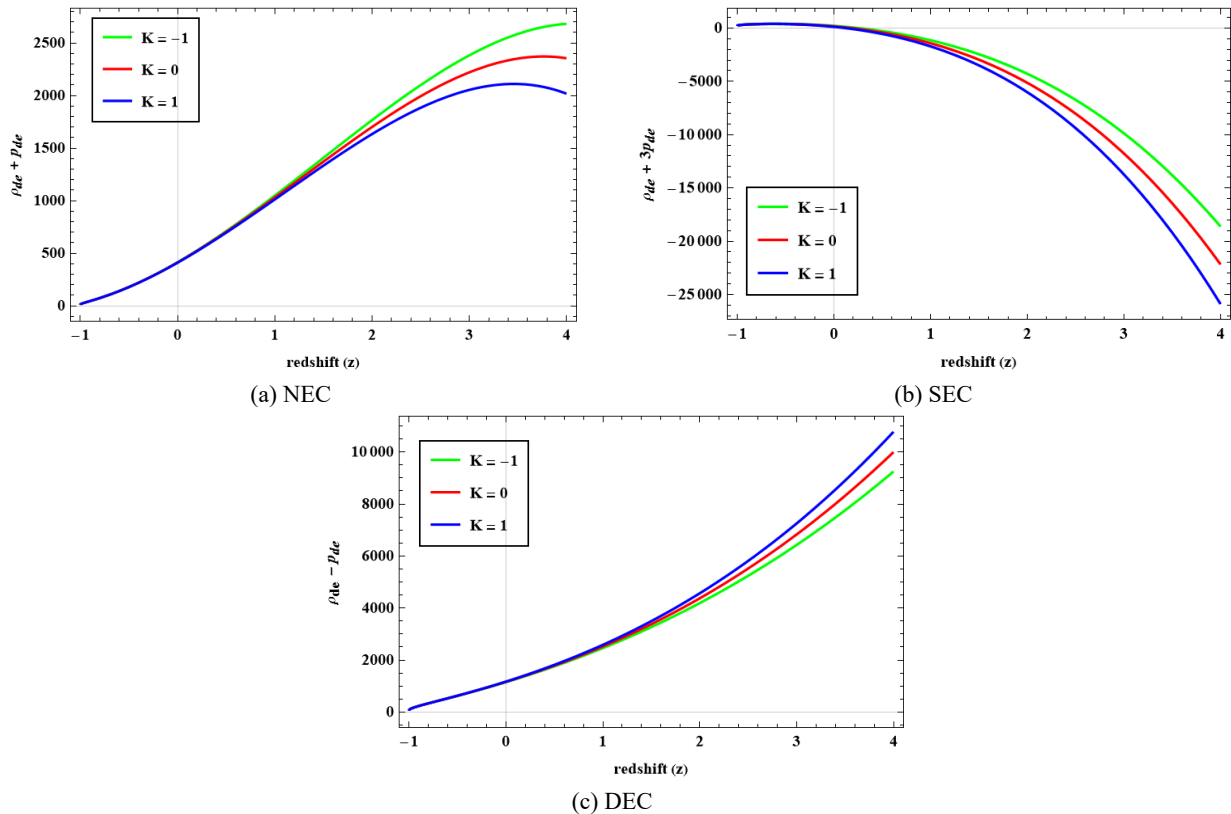 2500
2000
1500
1000
500
0
ρde + pde
K = −1
K = 0
K = 1
−1 0 1 2 3 4
redshift (z)
(a) NEC
0
−5000
−10 000
−15 000
−20 000
−25 000
ρde + 3pde
K = −1
K = 0
K = 1
−1 0 1 2 3 4
redshift (z)
(b) SEC
10 000
8000
6000
4000
2000
0
ρde − pde
K = −1
K = 0
K = 1
−1 0 1 2 3 4
redshift (z)
(c) DEC